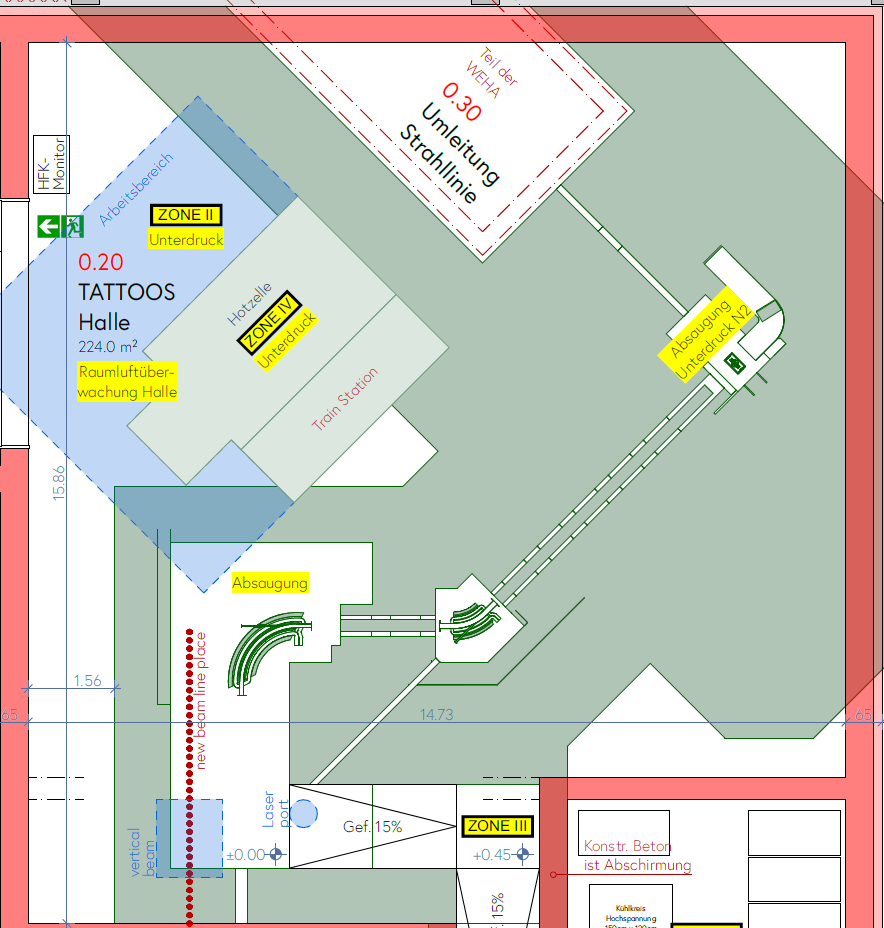 Teil der
WEHA
0.30
Umleitung
Strahllinie
HFK-
Monitor
Arbeitsbereich
ZONE II
Unterdruck
0.20
TATTOOS
Halle
224.0 m²
Raumluftüber-
wachung Halle
Hotzelle
ZONE IV
Unterdruck
Train Station
Absaugung
Unterdruck N2
15.86
Absaugung
new beam line place
1.56
65
14.73
65
Laser
port
Gef. 15%
ZONE III
vertical
beam
±0.00
+0.45
Konstr. Beton
ist Abschirmung
15%
Kühlkreis
Hochspannung
150cm x 120cm